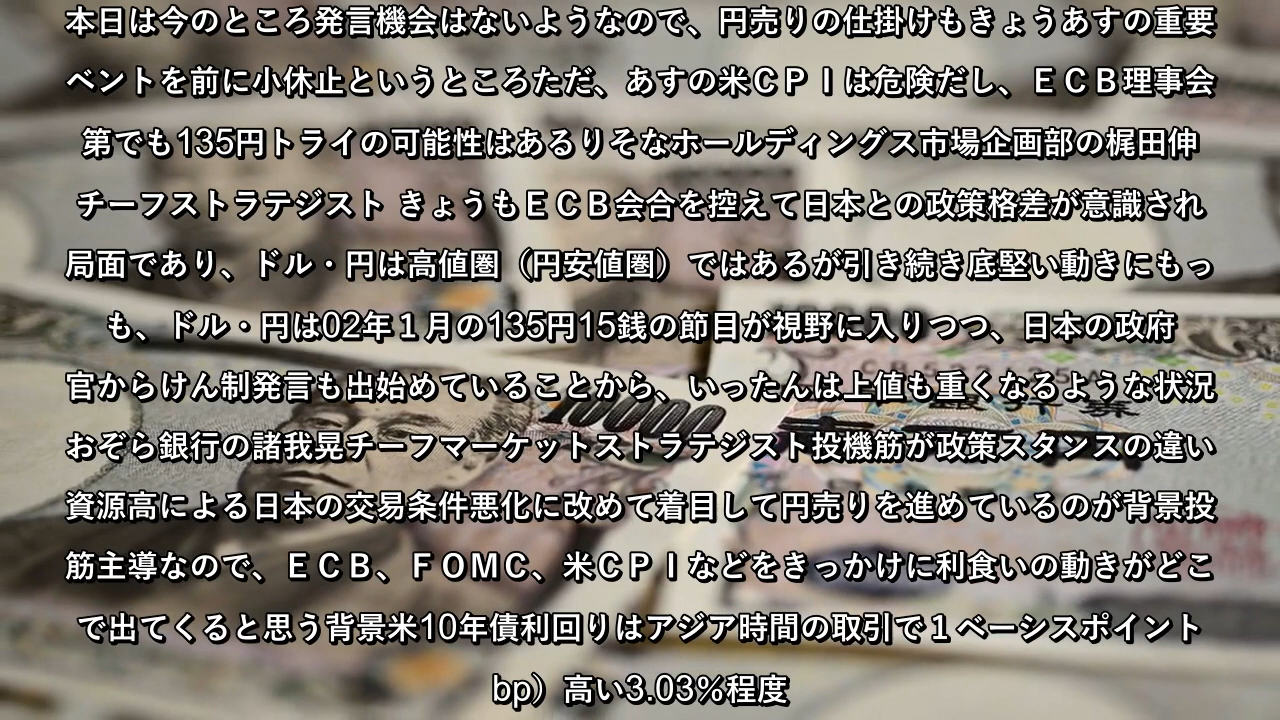 本日は今のところ発言機会はないようなので、円売りの仕掛けもきょうあすの重要
ベントを前に小休止というところただ、あすの米ＣＰＩは危険だし、ＥＣＢ理事会
第でも135円トライの可能性はあるりそなホールディングス市場企画部の梶田伸
チーフストラテジスト きょうもＥＣＢ会合を控えて日本との政策格差が意識され
局面であり、ドル・円は高値圏（円安値圏）ではあるが引き続き底堅い動きにもっ
も、ドル・円は02年１月の135円15銭の節目が視野に入りつつ、日本の政府
官からけん制発言も出始めていることから、いったんは上値も重くなるような状況
おぞら銀行の諸我晃チーフマーケットストラテジスト投機筋が政策スタンスの違い
資源高による日本の交易条件悪化に改めて着目して円売りを進めているのが背景投
筋主導なので、ＥＣＢ、ＦＯＭＣ、米ＣＰＩなどをきっかけに利食いの動きがどこ
で出てくると思う背景米10年債利回りはアジア時間の取引で１ベーシスポイント
bp）高い3.03%程度
10000